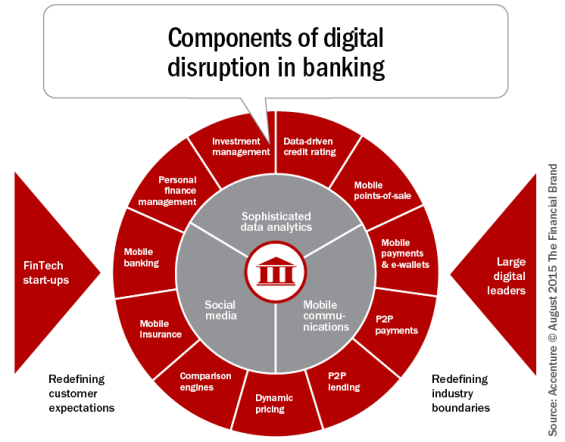 Components of digital
disruption in banking
Investment
management
Data-driven
credit rating
Personal
finance
management
Mobile
points-of-sale
Sophisticated
data analytics
Mobile
banking
Mobile
payments
& e-wallets
FinTech
start-ups
Large
digital
leaders
Social
media
Mobile
commu-
nications
Mobile
insurance
P2P
payments
Comparison
engines
P2P
lending
Dynamic
pricing
Redefining
customer
expectations
Redefining
industry
boundaries
Source: Accenture © August 2015 The Financial Brand